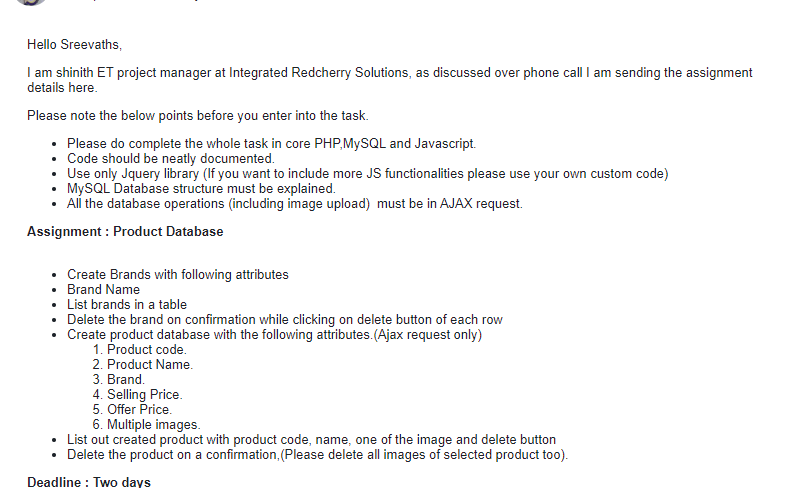 Hello Sreevaths,
I am shinith ET project manager at Integrated Redcherry Solutions, as discussed over phone call I am sending the assignment
details here.
Please note the below points before you enter into the task.
• Please do complete the whole task in core PHP,MySQL and Javascript.
• Code should be neatly documented.
• Use only Jquery library (If you want to include more JS functionalities please use your own custom code)
• MySQL Database structure must be explained.
• All the database operations (including image upload)  must be in AJAX request.
Assignment : Product Database
• Create Brands with following attributes
• Brand Name
• List brands in a table
• Delete the brand on confirmation while clicking on delete button of each row
• Create product database with the following attributes.(Ajax request only)
1. Product code.
2. Product Name.
3. Brand.
4. Selling Price.
5. Offer Price.
6. Multiple images.
• List out created product with product code, name, one of the image and delete button
• Delete the product on a confirmation,(Please delete all images of selected product too).
Deadline : Two days